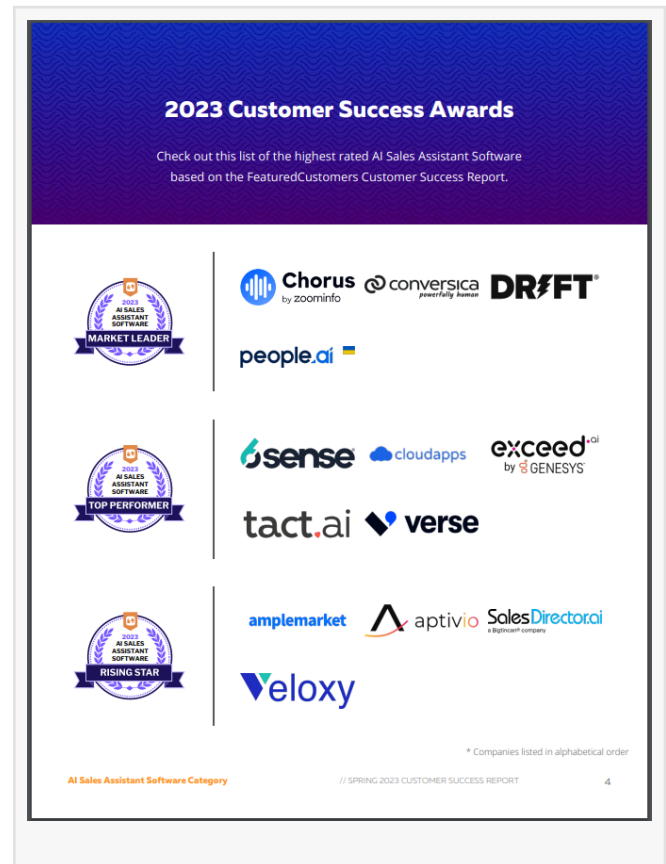 2023 Customer Success Awards
Check out this list of the highest rated AI Sales Assistant Software
based on the FeaturedCustomers Customer Success Report.
2023
AI SALES
ASSISTANT
SOFTWARE
MARKET LEADER
Chorus
by zoominfo
conversica
powerfully human
DRIFT®
people.ai
2023
AI SALES
ASSISTANT
SOFTWARE
TOP PERFORMER
6sense
cloudapps
exceed.ai
by GENESYS
tact.ai
verse
2023
AI SALES
ASSISTANT
SOFTWARE
RISING STAR
amplemarket
aptivio
SalesDirector.ai
a Bigtincan® company
Veloxy
* Companies listed in alphabetical order
AI Sales Assistant Software Category
// SPRING 2023 CUSTOMER SUCCESS REPORT
4